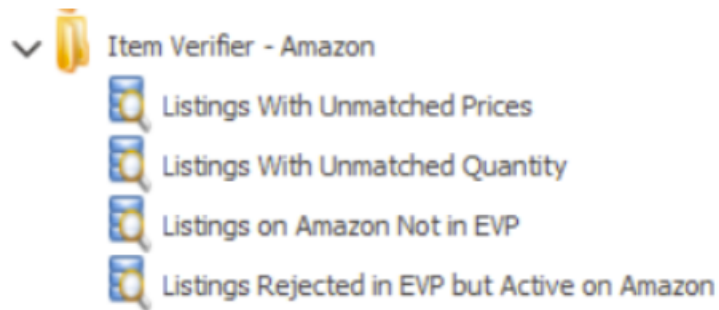 Item Verifier - Amazon
Listings With Unmatched Prices
Listings With Unmatched Quantity
Listings on Amazon Not in EVP
Listings Rejected in EVP but Active on Amazon